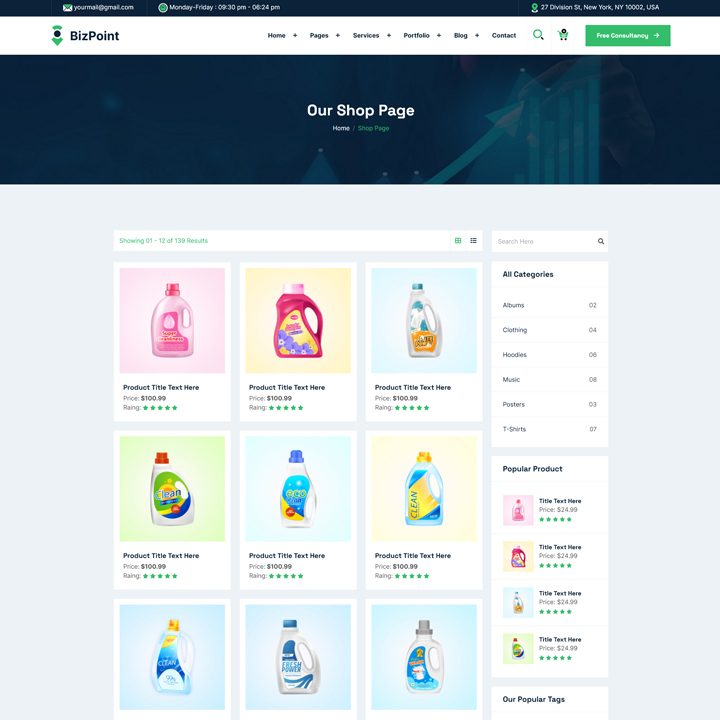 yourmail@gmail.com
Monday-Friday : 09:30 pm - 06:24 pm
27 Division St, New York, NY 10002, USA
BizPoint
Home + Pages + Services + Portfolio + Blog + Contact
0
Free Consultancy
Our Shop Page
Home / Shop Page
Showing 01 - 12 of 139 Results
Search Here
All Categories
Albums 02
Clothing 04
Hoodies 06
Music 08
Posters 03
T-Shirts 07
Product Title Text Here
Price: $100.99
Raing:
Product Title Text Here
Price: $100.99
Raing:
Product Title Text Here
Price: $100.99
Raing:
Clean
eco
CLEAN
Product Title Text Here
Price: $100.99
Raing:
Product Title Text Here
Price: $100.99
Raing:
Product Title Text Here
Price: $100.99
Raing:
CLEAN
FRESH
POWER
Popular Product
Title Text Here
Price: $24.99
Title Text Here
Price: $24.99
Title Text Here
Price: $24.99
Title Text Here
Price: $24.99
Our Popular Tags